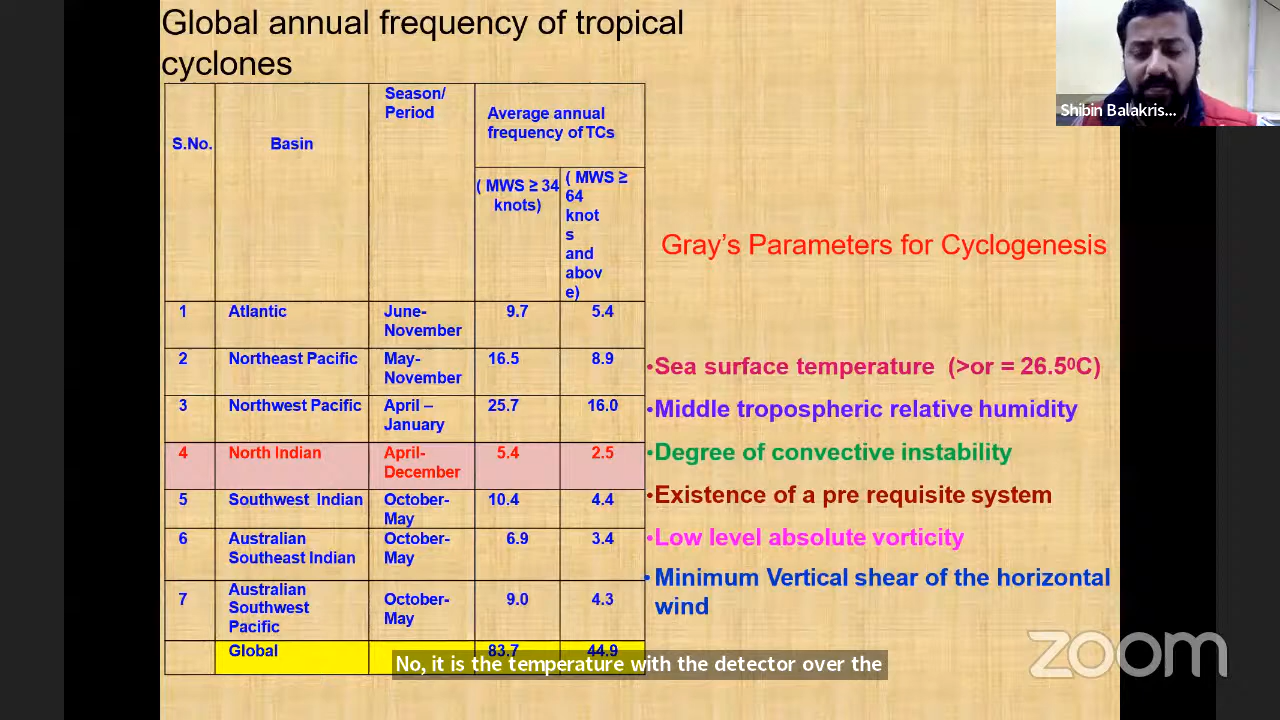 Global annual frequency of tropical
cyclones
S.No.
Basin
Season/
Period
Average annual
frequency of TCs
( MWS ≥ 34
knots)
( MWS ≥
64
knot
s
and
abov
e)
1 Atlantic June-
November 9.7 5.4
2 Northeast Pacific May-
November 16.5 8.9
3 Northwest Pacific April –
January 25.7 16.0
4 North Indian April-
December 5.4 2.5
5 Southwest Indian October-
May 10.4 4.4
6 Australian
Southeast Indian October-
May 6.9 3.4
7 Australian
Southwest
Pacific October-
May 9.0 4.3
Global 83.7 44.9
Gray's Parameters for Cyclogenesis
•Sea surface temperature (>or = 26.5⁰C)
•Middle tropospheric relative humidity
•Degree of convective instability
•Existence of a pre requisite system
•Low level absolute vorticity
•Minimum Vertical shear of the horizontal
wind
Shibin Balakris...
No, it is the temperature with the detector over the
zoom